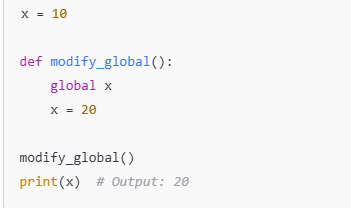 x = 10
def modify_global():
    global x
    x = 20
modify_global()
print(x)  # Output: 20